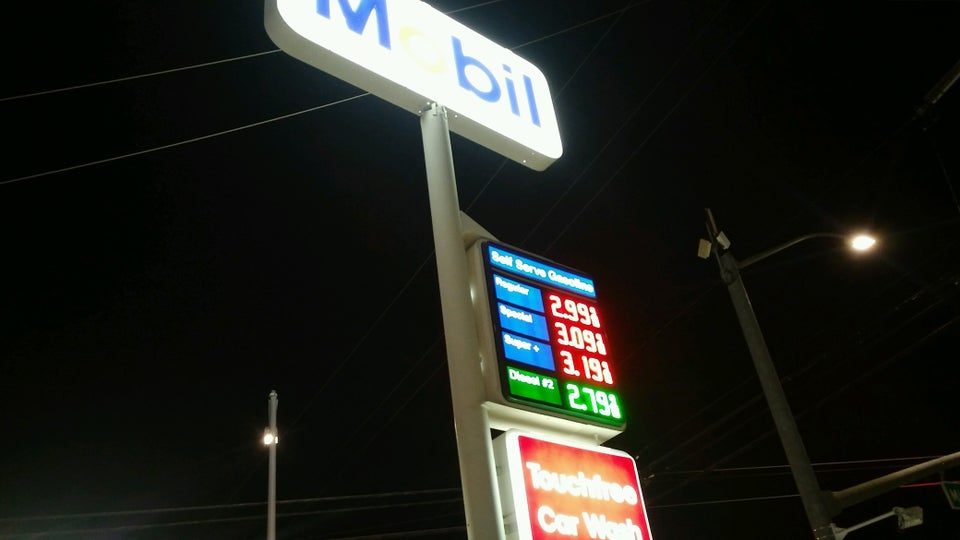 Mobil
Self Serve Gasoline
Regular 2.99
Special 3.09
Super + 3.19
Diesel #2 2.79
Touchfree
Car Wash